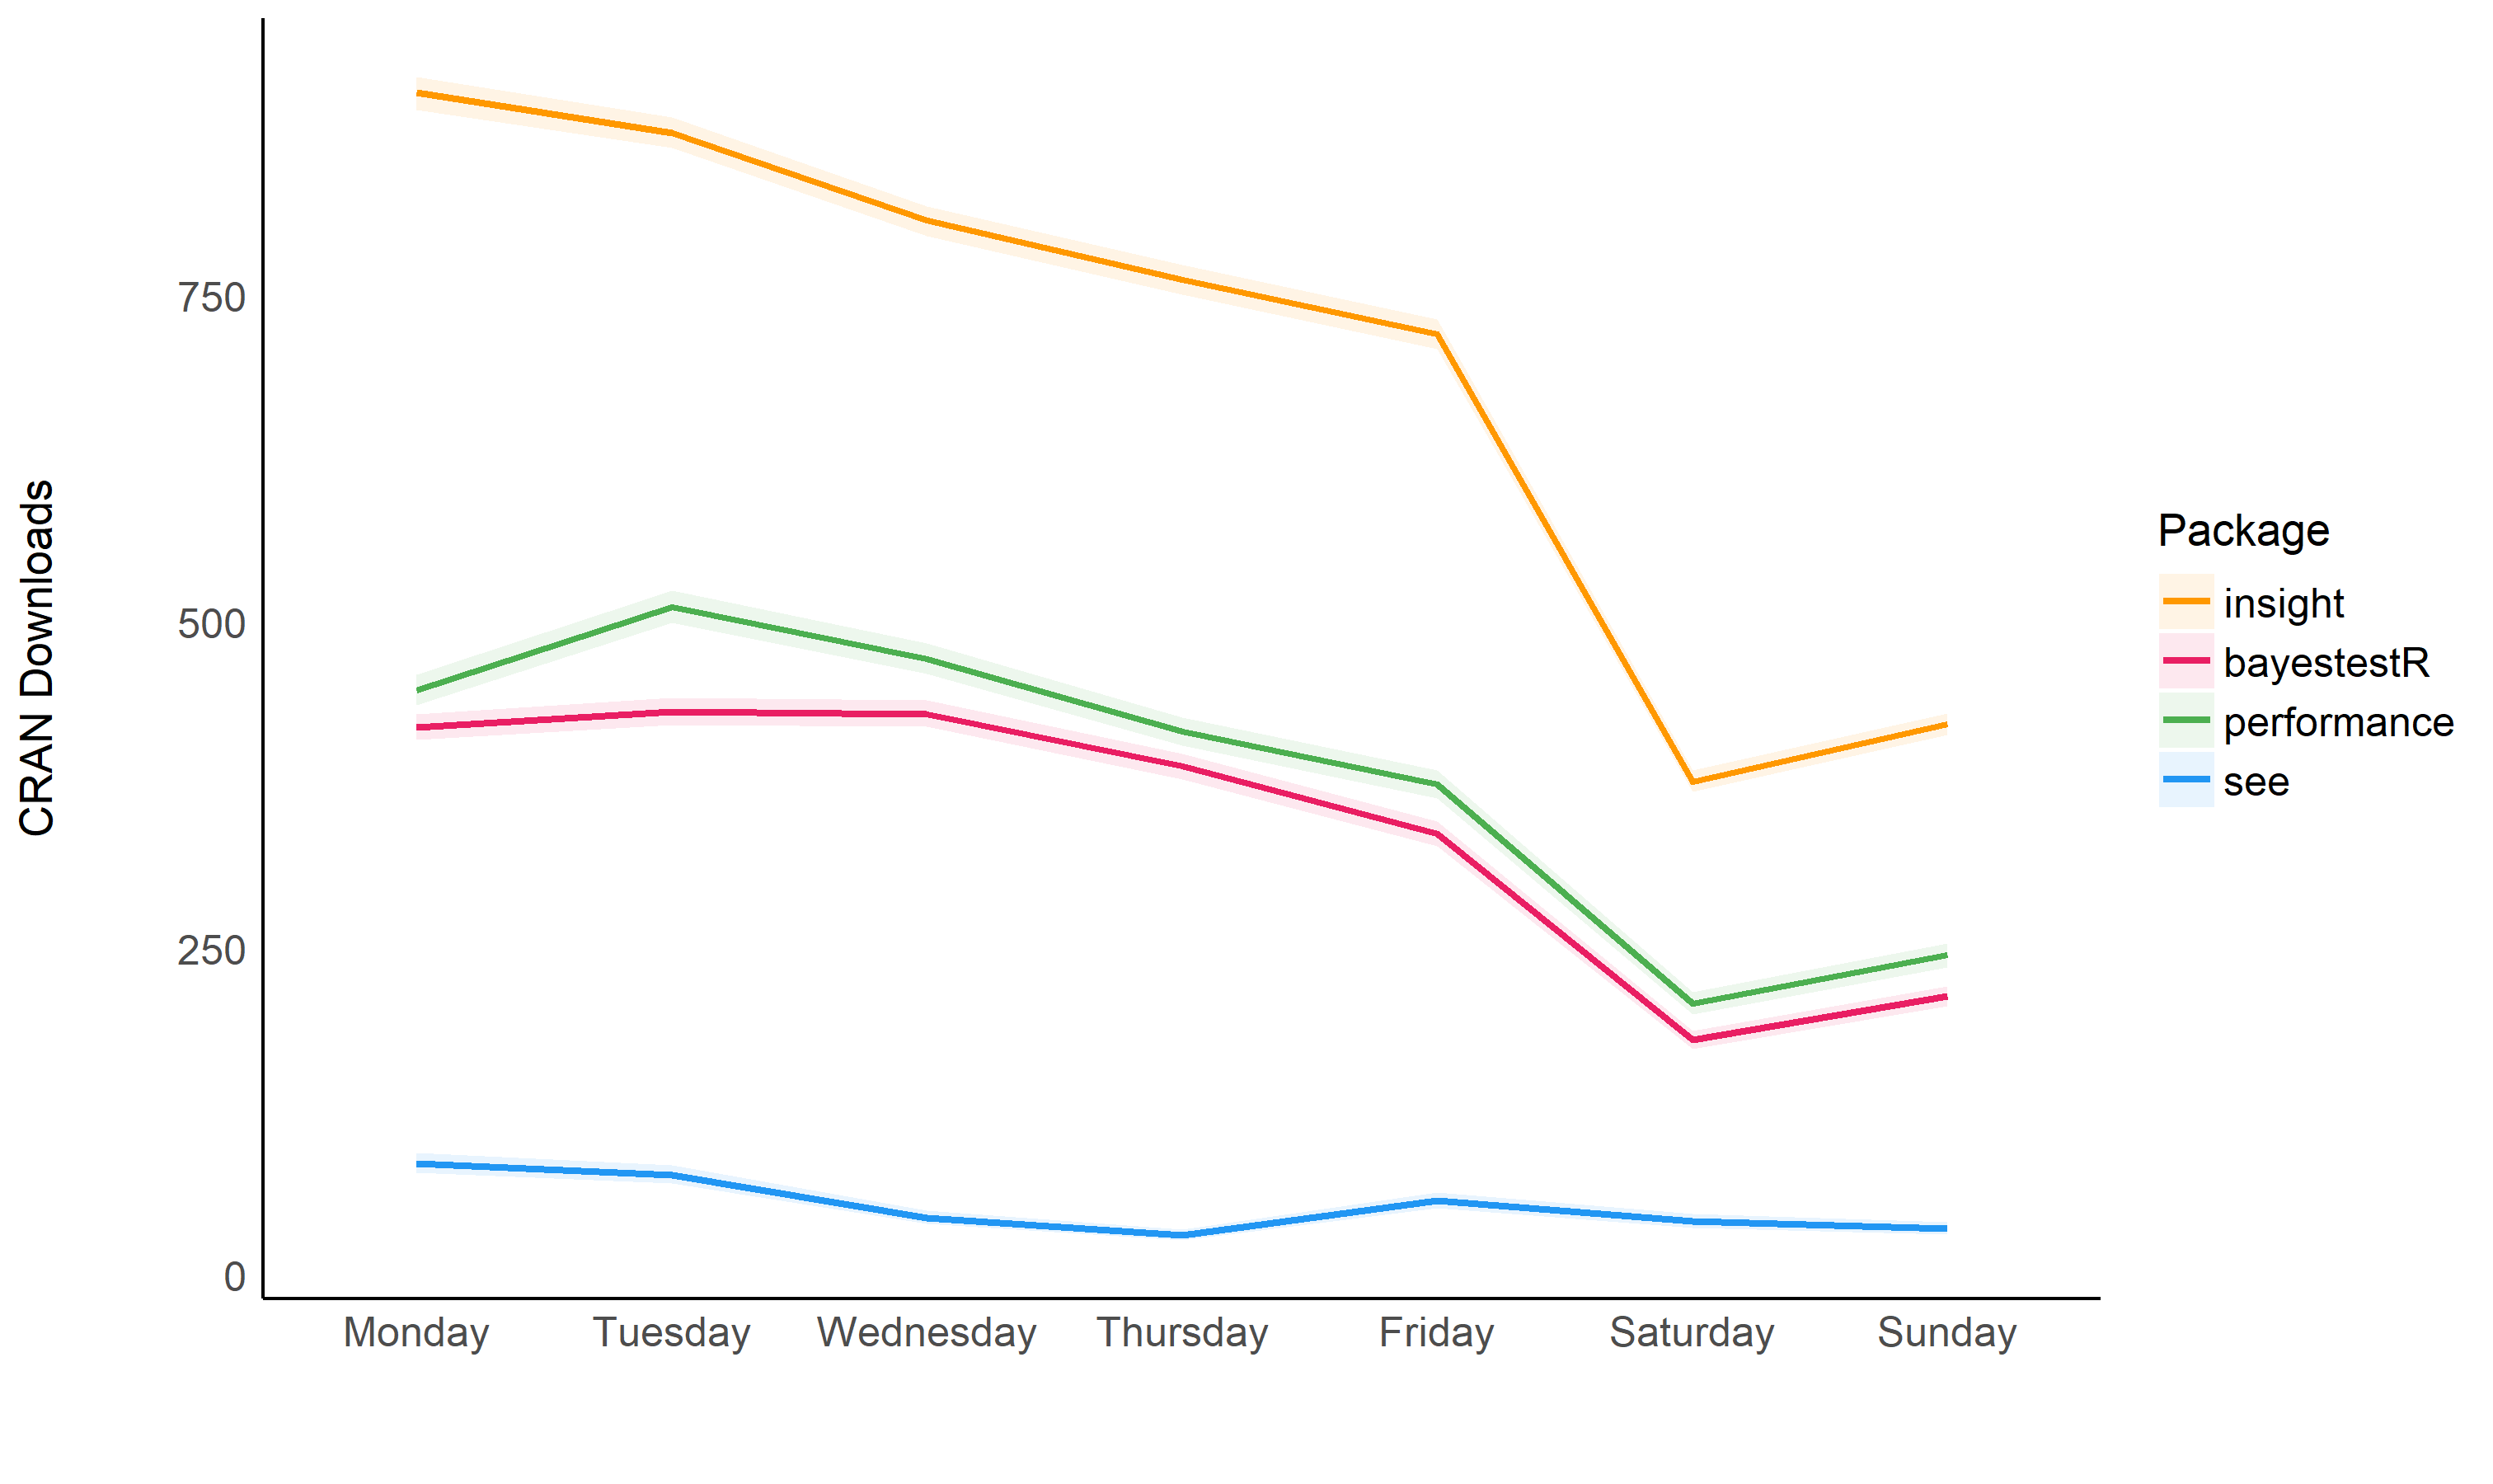 CRAN Downloads
750
500
250
0
Monday Tuesday Wednesday Thursday Friday Saturday Sunday
Package
insight
bayestestR
performance
see